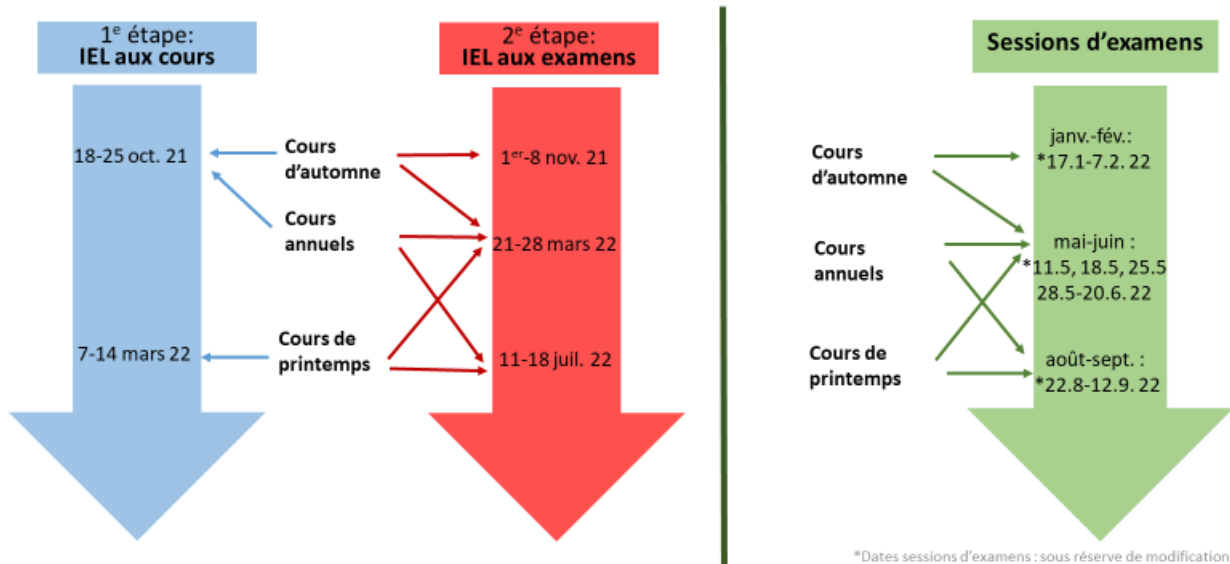 1e étape:
IEL aux cours
2e étape:
IEL aux examens
Sessions d'examens
18-25 oct. 21
Cours
d'automne
1er-8 nov. 21
Cours
annuels
21-28 mars 22
7-14 mars 22
Cours de
printemps
11-18 juil. 22
Cours
d'automne
janv.-fév.:
*17.1-7.2. 22
Cours
annuels
mai-juin :
*11.5, 18.5, 25.5
28.5-20.6. 22
Cours de
printemps
août-sept. :
*22.8-12.9. 22
*Dates sessions d'examens : sous réserve de modification